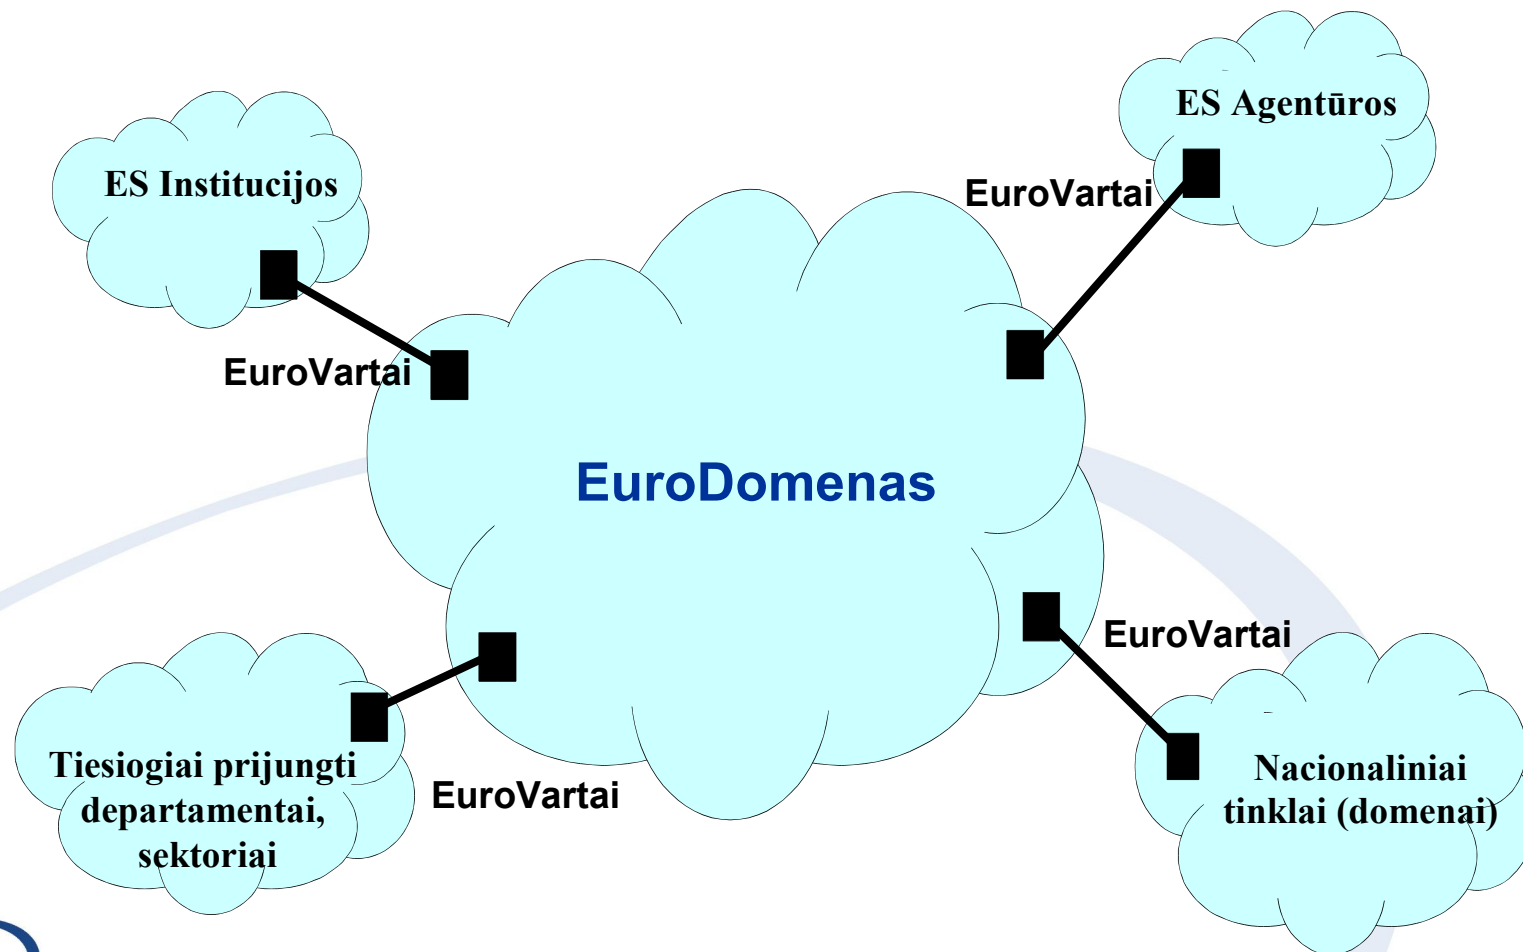 ES Agentūros
ES Institucijos
EuroVartai
EuroVartai
EuroDomenas
EuroVartai
Tiesiogiai prijungti
departamentai,
sektoriai
EuroVartai
Nacionaliniai
tinklai (domenai)